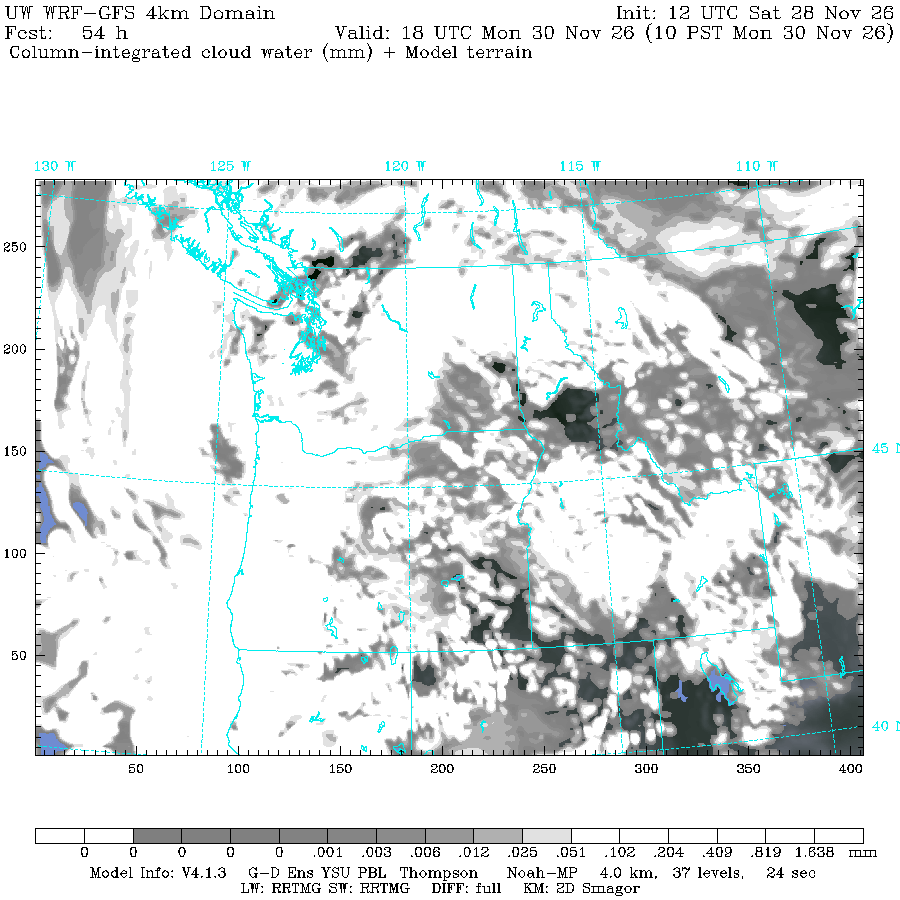 UW WRF-GFS 4km Domain Init: 12 UTC Sat 28 Nov 26
Fcst: 54 h Valid: 18 UTC Mon 30 Nov 26 (10 PST Mon 30 Nov 26)
Column-integrated cloud water (mm) + Model terrain
130 W 125 W 120 W 115 W 110 W
250
200
150 45 N
100
50
40 N
50 100 150 200 250 300 350 400
0 0 0 0 0 .001 .003 .006 .012 .025 .051 .102 .204 .409 .819 1.638 mm
Model Info: V4.1.3 G-D Ens YSU PBL Thompson Noah-MP 4.0 km, 37 levels, 24 sec
LW: RRTMG SW: RRTMG DIFF: full KM: 2D Smagor